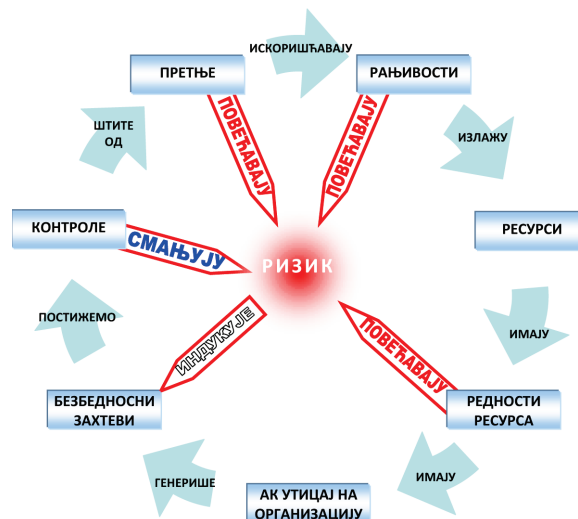 ИСКОРИШЋАВАЈУ
ПРЕТЊЕ
РАЊИВОСТИ
ПОВЕЋАВАЈУ
ПОВЕЋАВАЈУ
ШТИТЕ
ОД
ИЗЛАЖУ
КОНТРОЛЕ
СМАЊУЈУ
РЕСУРСИ
РИЗИК
ПОСТИЖЕМО
ИНДУКУЈЕ
ПОВЕЋАВАЈУ
ИМАЈУ
БЕЗБЕДНОСНИ
ЗАХТЕВИ
РЕДНОСТИ
РЕСУРСА
ГЕНЕРИШЕ
ИМАЈУ
АК УТИЦАЈ НА
ОРГАНИЗАЦИЈУ